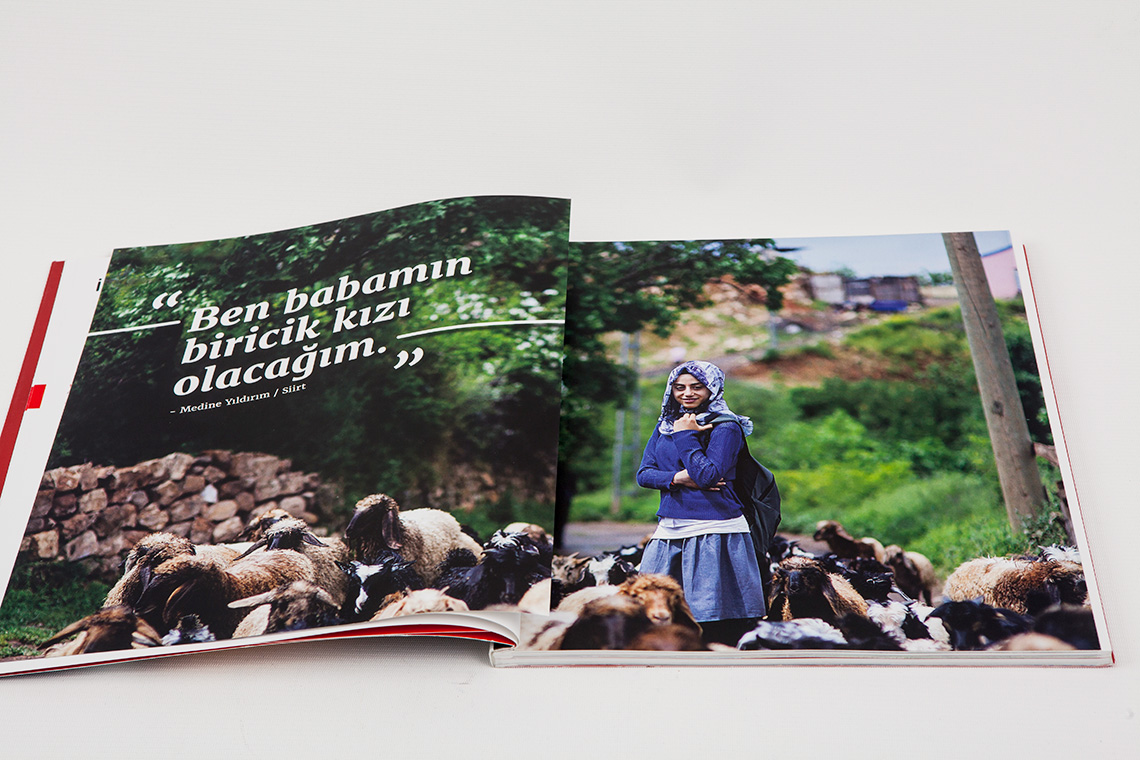 “Ben babamın
biricik kızı
olacağım.”
– Medine Yıldırım / Siirt